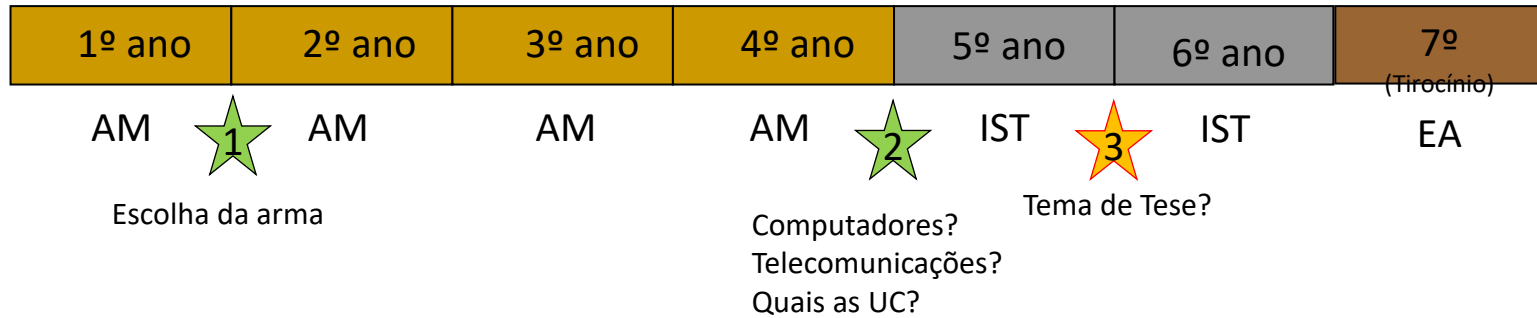 1º ano 2º ano 3º ano 4º ano 5º ano 6º ano 7º
(Tirocínio)
AM 1 AM AM AM 2 IST 3 IST EA
Escolha da arma
Tema de Tese?
Computadores?
Telecomunicações?
Quais as UC?